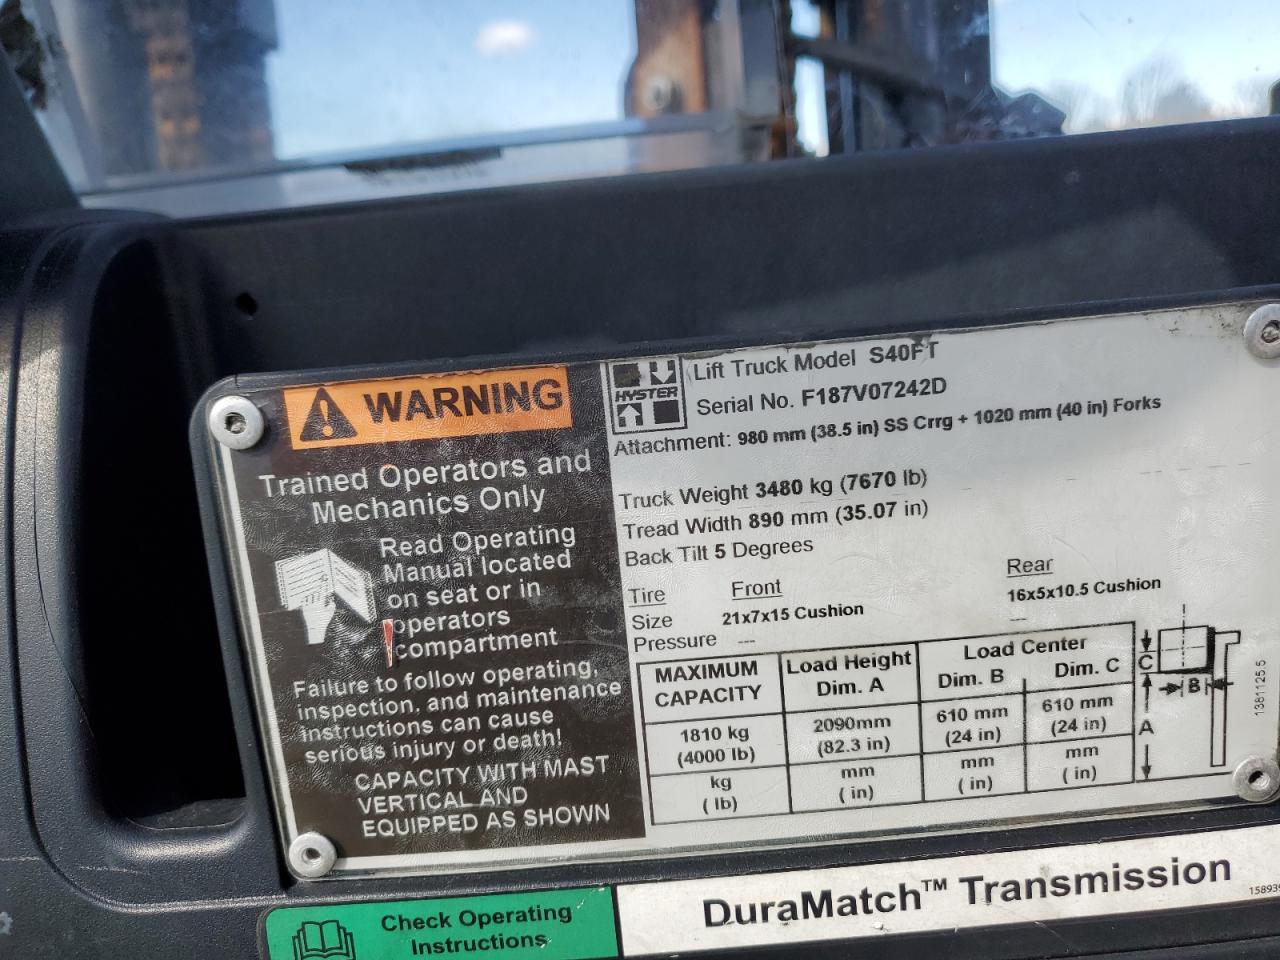 WARNING
Trained Operators and
Mechanics Only
Read Operating
Manual located
on seat or in
operators
compartment
Failure to follow operating,
inspection, and maintenance
instructions can cause
serious injury or death!
CAPACITY WITH MAST
VERTICAL AND
EQUIPPED AS SHOWN
HYSTER
Lift Truck Model S40FT
Serial No. F187V07242D
Attachment: 980 mm (38.5 in) SS Crrg + 1020 mm (40 in) Forks
Truck Weight 3480 kg (7670 lb)
Tread Width 890 mm (35.07 in)
Back Tilt 5 Degrees
Tire Front Rear
Size 21x7x15 Cushion 16x5x10.5 Cushion
Pressure --- ---
MAXIMUM CAPACITY Load Height Dim. A Load Center Dim. B Dim. C
1810 kg (4000 lb) 2090mm (82.3 in) 610 mm (24 in) 610 mm (24 in)
kg ( lb) mm ( in) mm ( in) mm ( in)
C
B
A
13811255
Check Operating
Instructions
DuraMatch™ Transmission